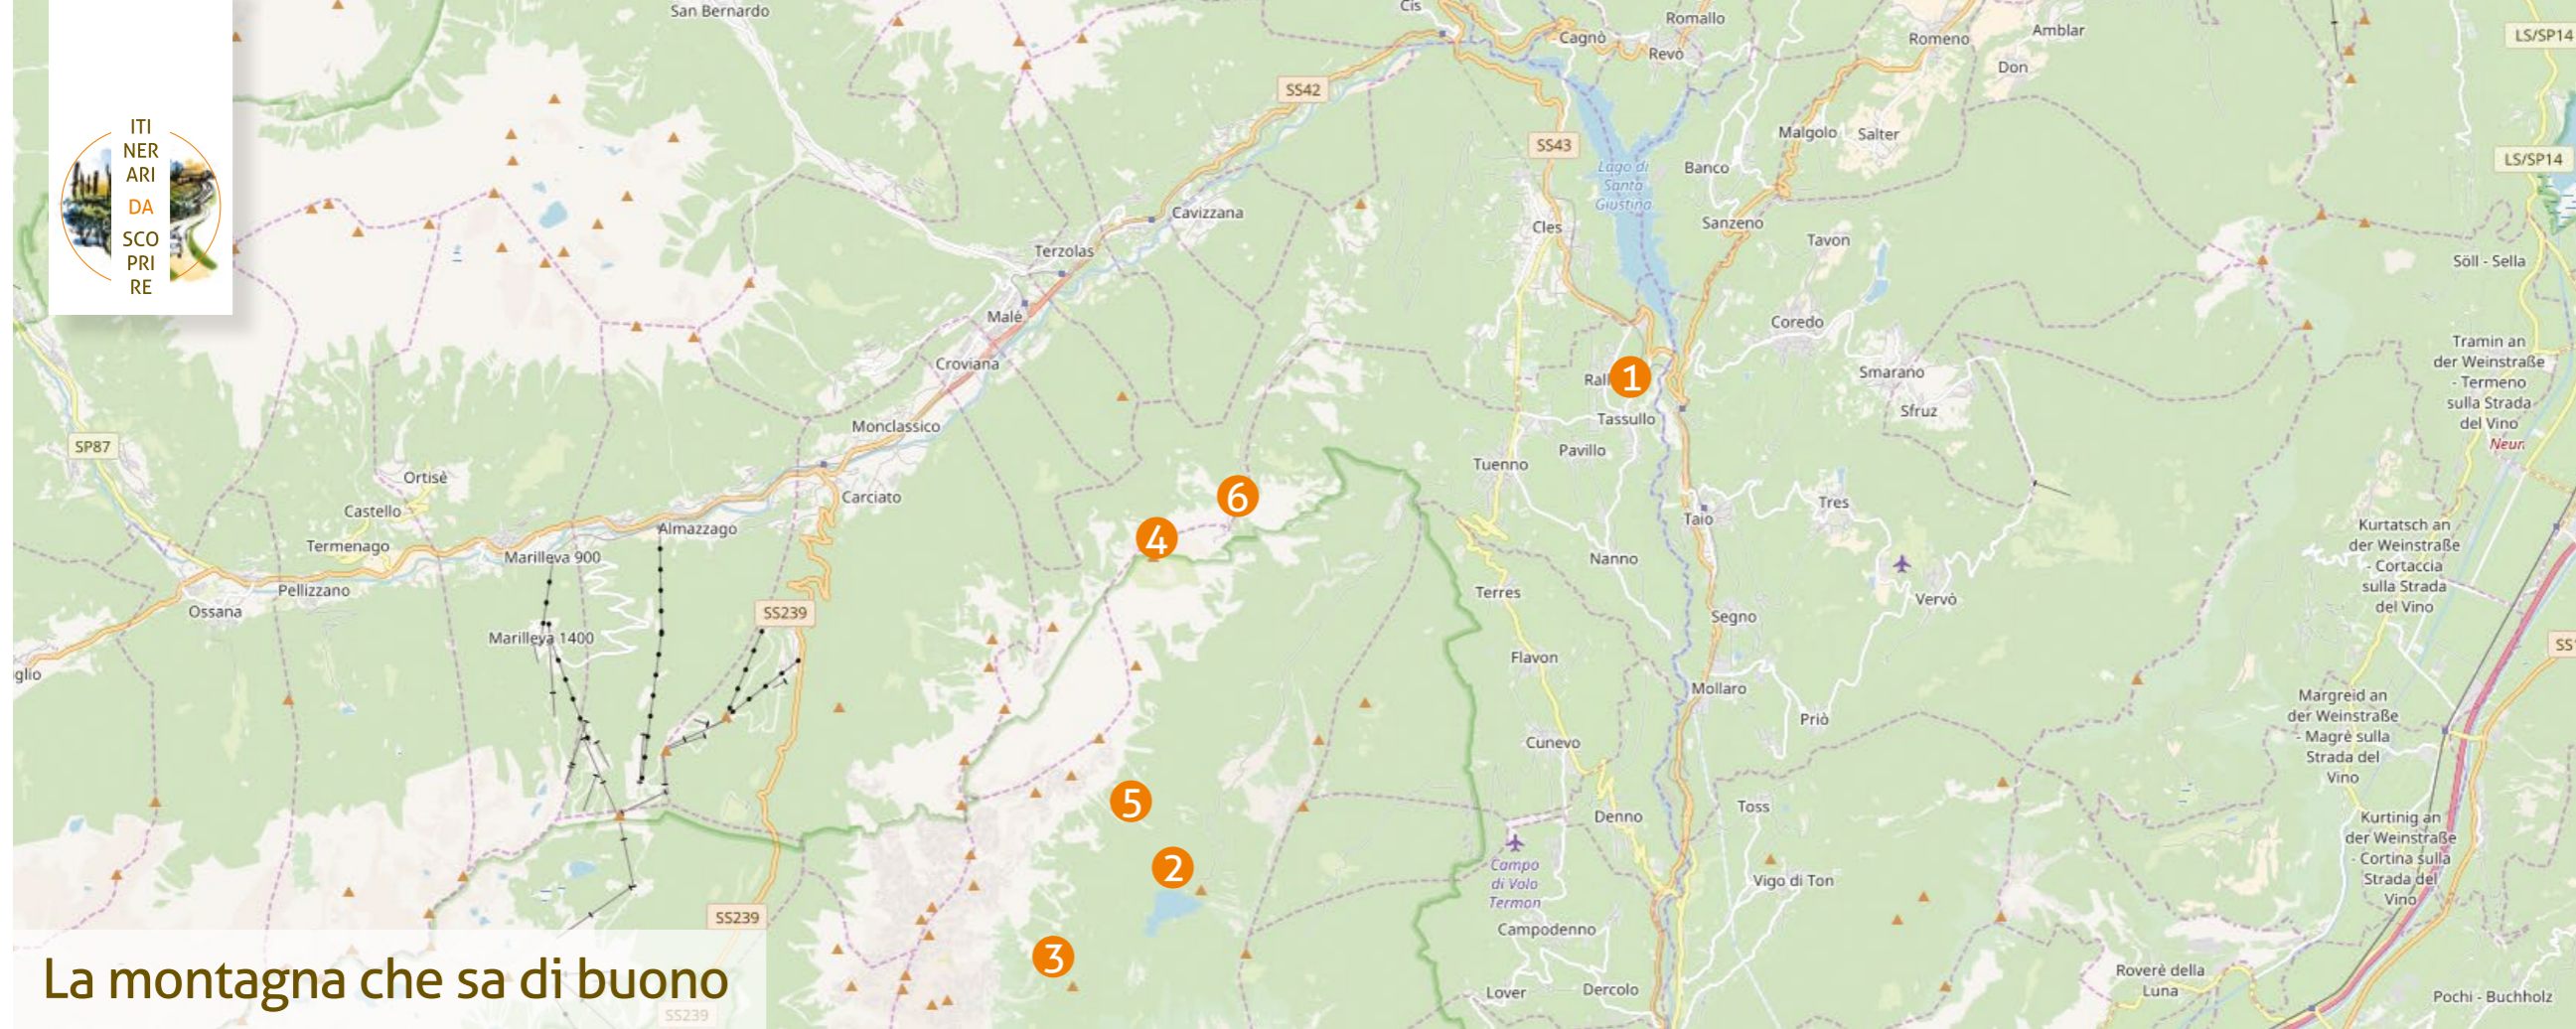 San Bernardo
Cis
Romallo
Cagnò
Revò
Romeno
Amblar
Don
LS/SP14
SS42
ITI
NER
ARI
DA
SCO
PRI
RE
SS43
Malgolo
Salter
LS/SP14
Lago di
Santa
Giustina
Banco
Cavizzana
Cles
Sanzeno
Tavon
Terzolas
Söll - Sella
Malé
Coredo
Croviana
Tramin an
der Weinstraße
- Termeno
sulla Strada
del Vino
Smarano
1
Tassullo
Sfruz
Monclassico
SP87
Pavillo
Tuenno
Ortisè
Carciato
6
Castello
Tres
Taio
Almazzago
4
Kurtatsch an
der Weinstraße
- Cortaccia
sulla Strada
del Vino
Termenago
Marilleva 900
Nanno
Pellizzano
Terres
Vervò
Ossana
SS239
Segno
Marilleva 1400
Flavon
glio
Mollaro
Margreid an
der Weinstraße
- Magrè sulla
Strada del
Vino
Priò
Cunevo
5
Toss
Denno
Kurtinig an
der Weinstraße
- Cortina sulla
Strada del
Vino
2
Campo
di Volo
Termon
Vigo di Ton
SS239
Campodenno
3
La montagna che sa di buono
Roverè della
Luna
Lover
Dercolo
Pochi - Buchholz
SS239